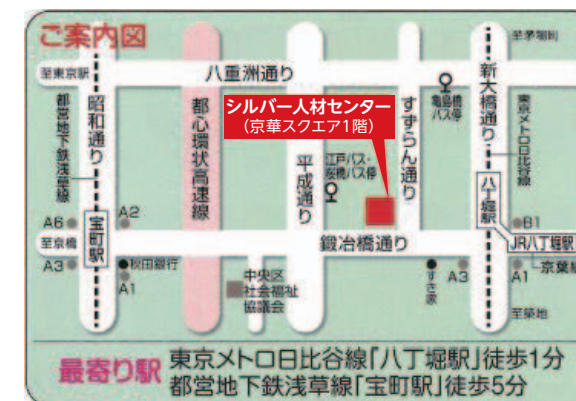 ご案内図
至茅場町
至東京駅
八重洲通り
新大橋通り
亀島橋
バス停
東京メトロ日比谷線
都営地下鉄浅草線
昭和通り
都心環状高速線
シルバー人材センター
(京華スクエア1階)
すずらん通り
平成通り
江戸バス・
桜橋バス停
八丁堀駅
A6
A2
宝町駅
B1
至京橋
鍛冶橋通り
JR八丁堀駅
A3
秋田銀行
A1
中央区
社会福祉
協議会
すき家
A3
A1
京葉線
至築地
最寄り駅
東京メトロ日比谷線「八丁堀駅」徒歩1分
都営地下鉄浅草線「宝町駅」徒歩5分